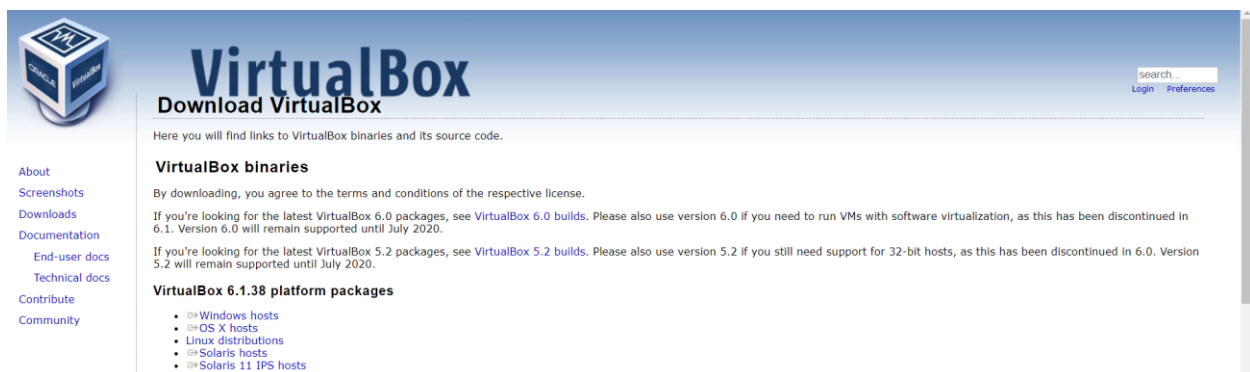 VirtualBox
ORACLE
VirtualBox
search...
Login Preferences
Download VirtualBox
Here you will find links to VirtualBox binaries and its source code.
About
Screenshots
Downloads
Documentation
End-user docs
Technical docs
Contribute
Community
VirtualBox binaries
By downloading, you agree to the terms and conditions of the respective license.
If you're looking for the latest VirtualBox 6.0 packages, see VirtualBox 6.0 builds. Please also use version 6.0 if you need to run VMs with software virtualization, as this has been discontinued in
6.1. Version 6.0 will remain supported until July 2020.
If you're looking for the latest VirtualBox 5.2 packages, see VirtualBox 5.2 builds. Please also use version 5.2 if you still need support for 32-bit hosts, as this has been discontinued in 6.0. Version
5.2 will remain supported until July 2020.
VirtualBox 6.1.38 platform packages
• Windows hosts
• OS X hosts
• Linux distributions
• Solaris hosts
• Solaris 11 IPS hosts